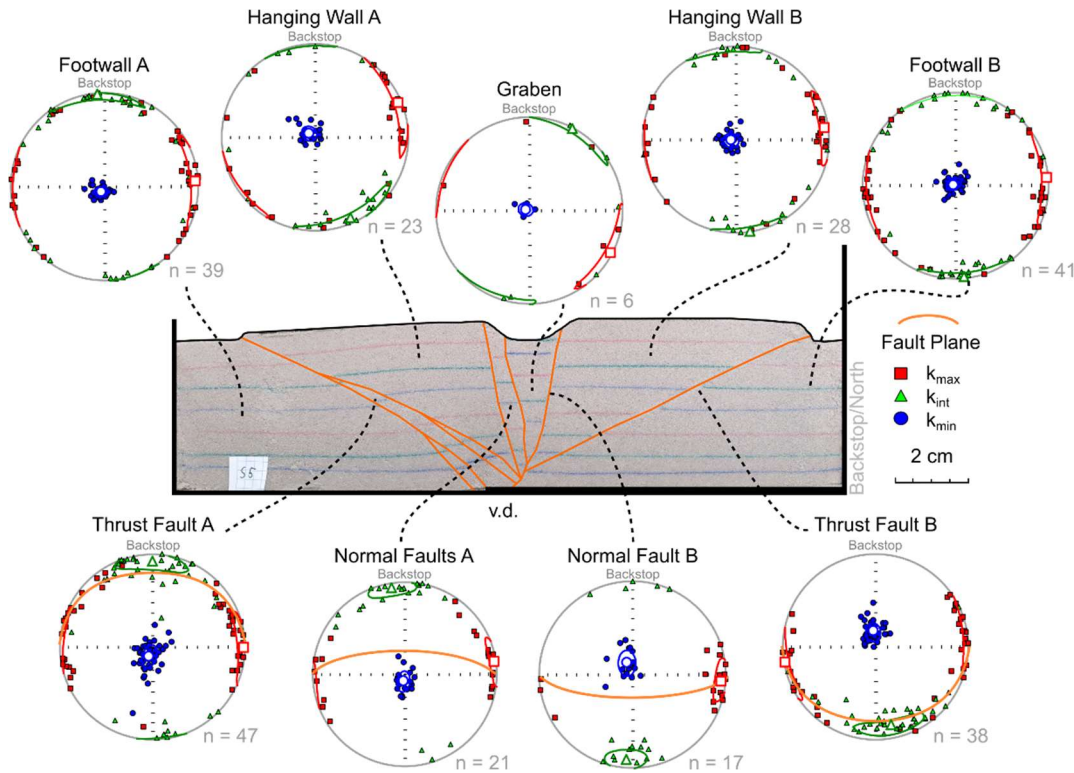 Hanging Wall A
Backstop
Hanging Wall B
Backstop
Footwall A
Backstop
Graben
Backstop
Footwall B
Backstop
n = 39
n = 23
n = 6
n = 28
n = 41
Fault Plane
kmax
kint
kmin
2 cm
Backstop/North
S5
v.d.
Thrust Fault A
Backstop
Normal Faults A
Backstop
Normal Fault B
Backstop
Thrust Fault B
Backstop
n = 47
n = 21
n = 17
n = 38